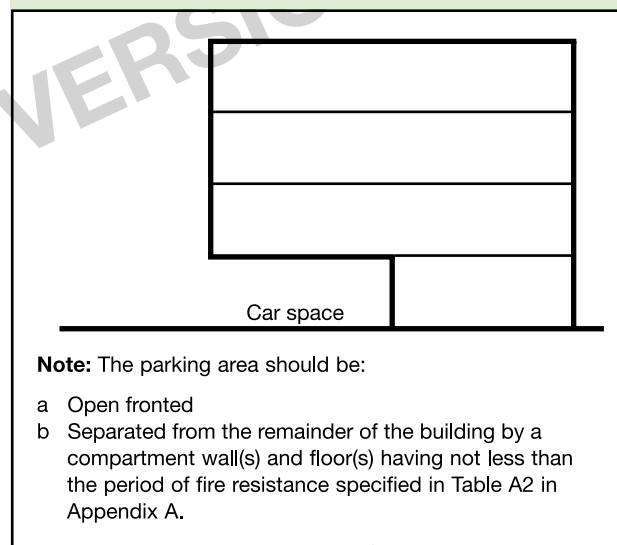 VERSIO
Car space
Note: The parking area should be:
a Open fronted
b Separated from the remainder of the building by a
compartment wall(s) and floor(s) having not less than
the period of fire resistance specified in Table A2 in
Appendix A.